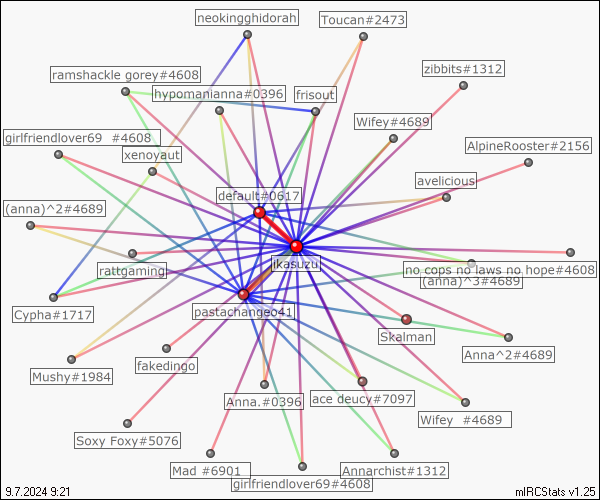 neokingghidorah
Toucan#2473
ramshackle gorey#4608
zibbits#1312
hypomanianna#0396
frisout
Wifey#4689
girlfriendlover69 #4608
AlpineRooster#2156
xenoyaut
avelicious
default#0617
(anna)^2#4689
rattgaming
ikasuzu
no cops no laws no hope#4608
(anna)^3#4689
Cypha#1717
pastachangeo41
Skalman
Anna^2#4689
fakedingo
Mushy#1984
Anna.#0396
ace deucy#7097
Wifey #4689
Soxy Foxy#5076
Mad #6901
Annarchist#1312
girlfriendlover69#4608
9.7.2024 9:21
mIRCStats v1.25